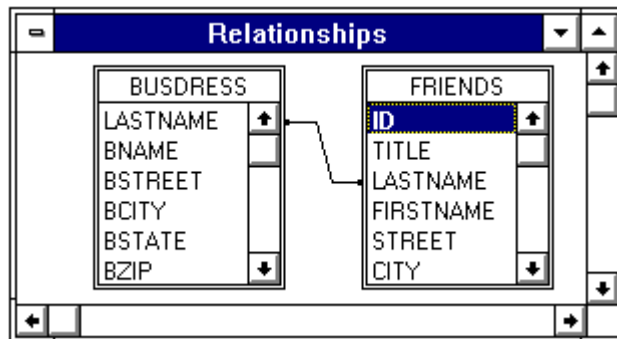 Relationships
BUSDRESS
LASTNAME
BNAME
BSTREET
BCITY
BSTATE
BZIP
FRIENDS
ID
TITLE
LASTNAME
FIRSTNAME
STREET
CITY